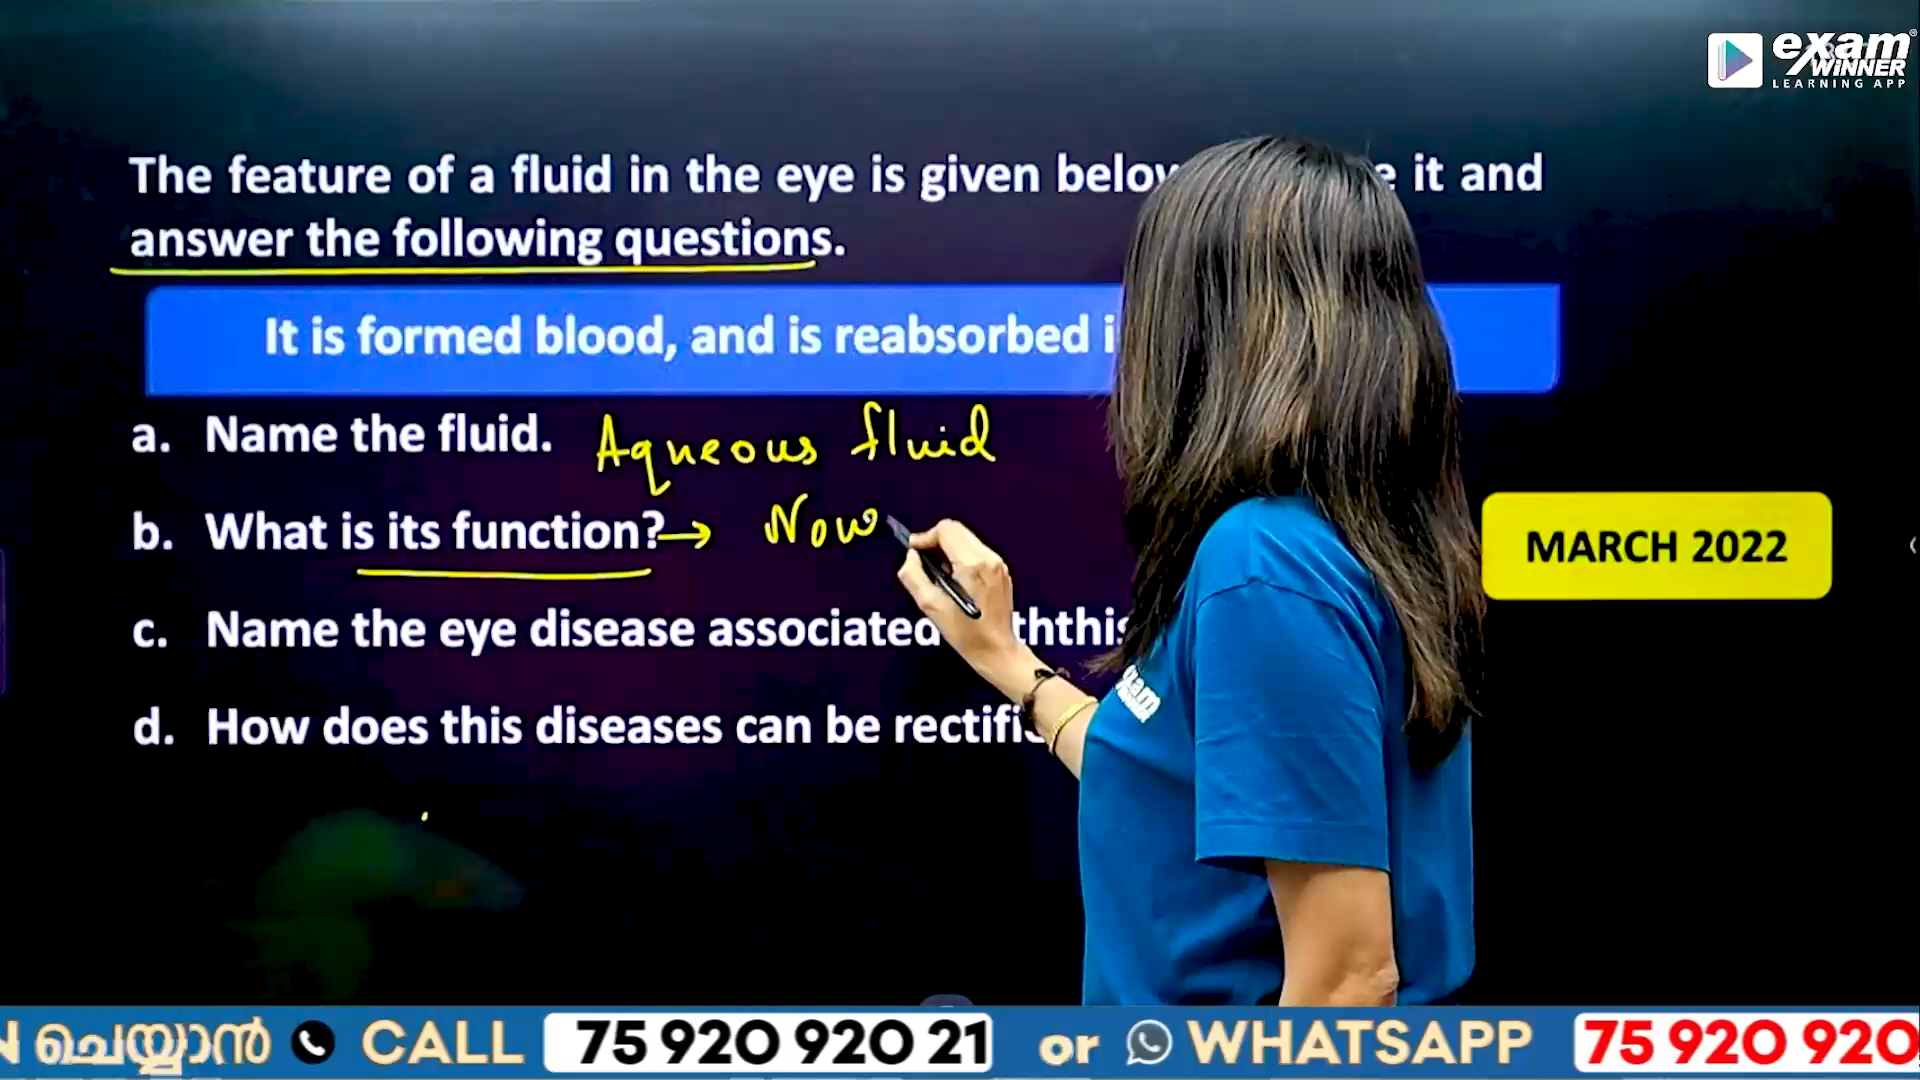 exam
WINNER
LEARNING APP
The feature of a fluid in the eye is given it and
answer the following questions.
It is formed blood, and is reabsorbed
a. Name the fluid. Aqueous fluid
b. What is its function? → Now
MARCH 2022
c. Name the eye disease associated
d. How does this diseases can be
ചെയ്യാൻ CALL 75 920 920 21 or WHATSAPP 75 920 920